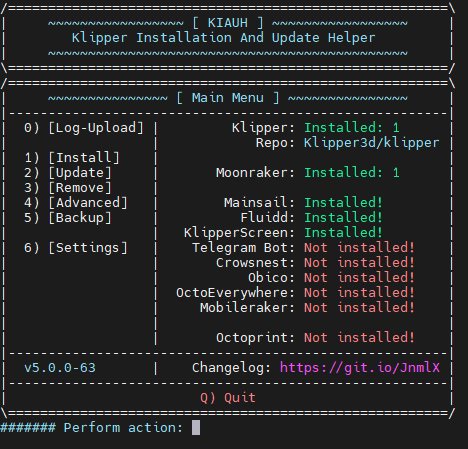 /=======================================================\
|     ~~~~~~~~~~~~~~~~~ [ KIAUH ] ~~~~~~~~~~~~~~~~~     |
|        Klipper Installation And Update Helper         |
|     ~~~~~~~~~~~~~~~~~~~~~~~~~~~~~~~~~~~~~~~~~~~~~     |
\=======================================================/
/=======================================================\
|     ~~~~~~~~~~~~~~~ [ Main Menu ] ~~~~~~~~~~~~~~~     |
|-------------------------------------------------------|
|  0) [Log-Upload] |         Klipper: Installed: 1      |
|                  |            Repo: Klipper3d/klipper |
|  1) [Install]    |                                    |
|  2) [Update]     |       Moonraker: Installed: 1      |
|  3) [Remove]     |                                    |
|  4) [Advanced]   |        Mainsail: Installed!        |
|  5) [Backup]     |          Fluidd: Installed!        |
|                  |   KlipperScreen: Installed!        |
|  6) [Settings]   |    Telegram Bot: Not installed!    |
|                  |       Crowsnest: Not installed!    |
|                  |           Obico: Not installed!    |
|                  |  OctoEverywhere: Not installed!    |
|                  |     Mobileraker: Not installed!    |
|                  |                                    |
|                  |       Octoprint: Not installed!    |
|-------------------------------------------------------|
|  v5.0.0-63       |    Changelog: https://git.io/JnmlX |
|-------------------------------------------------------|
|                        Q) Quit                        |
\=======================================================/
####### Perform action: